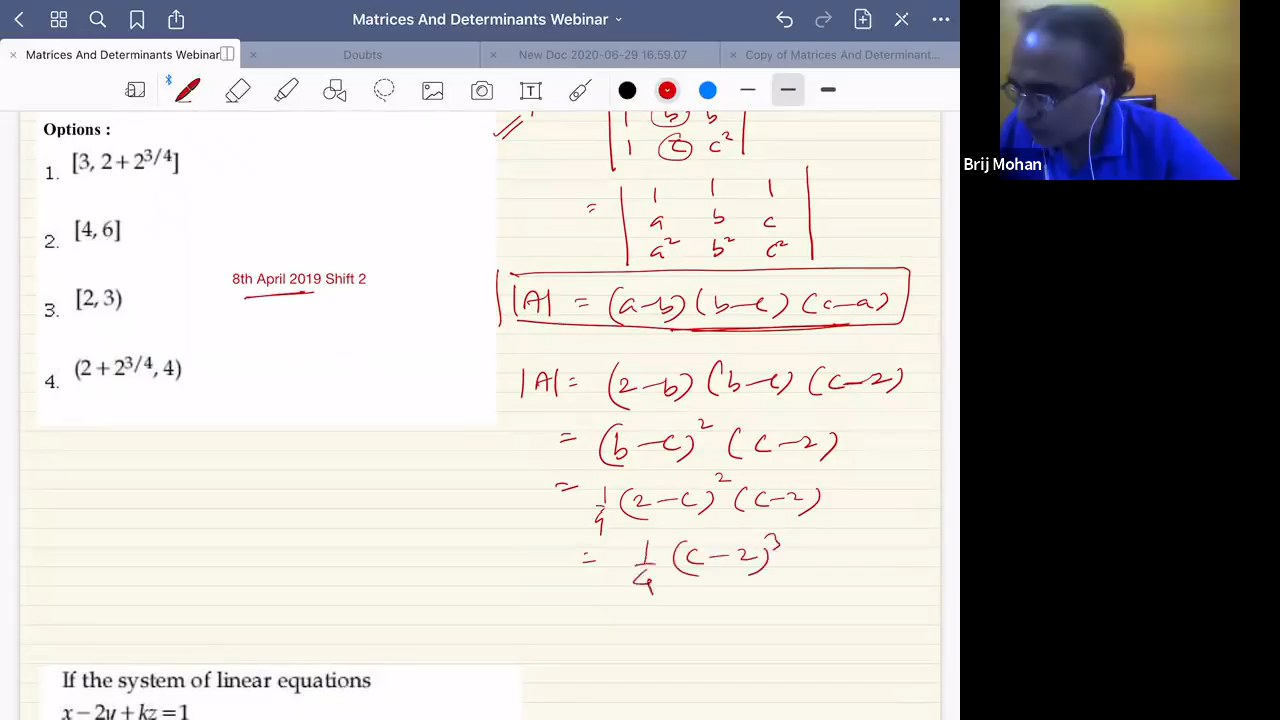 Matrices And Determinants Webinar
Matrices And Determinants Webinar
Doubts
New Doc 2020-06-29 16.59.07
Copy of Matrices And Determinant...
Options :
1. [3, 2 + 2^{3/4}]
2. [4, 6]
3. [2, 3)
4. (2 + 2^{3/4}, 4)
8th April 2019 Shift 2
1 b b
1 c c²
= | 1 1 1
a b c
a² b² c² |
|A| = (a-b)(b-c)(c-a)
|A| = (2-b)(b-c)(c-2)
= (b-c)² (c-2)
= 1/4 (2-c)² (c-2)
= 1/4 (c-2)³
If the system of linear equations
x − 2y + kz = 1
Brij Mohan